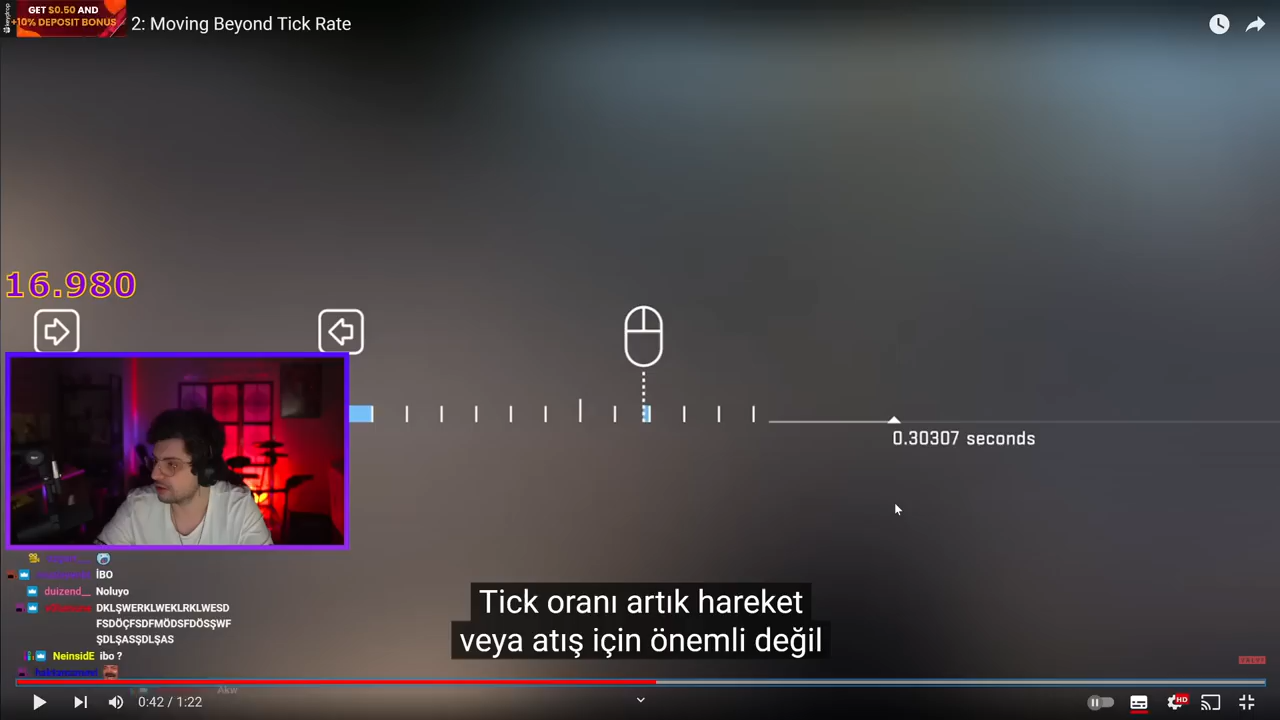 GET $0.50 AND
+10% DEPOSIT BONUS
2: Moving Beyond Tick Rate
16.980
0.30307 seconds
İBO
duizend__ Noluyo
DKLŞWERKLWEKLRKLWESD
FSDÖÇFSDFMÖDSFDÖSŞWF
ŞDLŞASŞDLŞAS
NeinsidE ibo ?
Akw
Tick oranı artık hareket
veya atış için önemli değil
0:42 / 1:22
HD